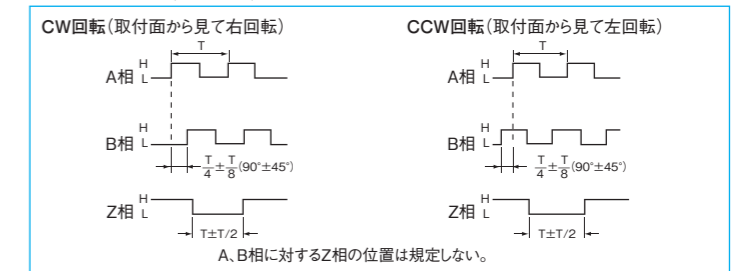 CW回転(取付面から見て右回転)
T
A相 H L
B相 H L
T/4±T/8(90°±45°)
Z相 H L
T±T/2
CCW回転(取付面から見て左回転)
T
A相 H L
B相 H L
T/4±T/8(90°±45°)
Z相 H L
T±T/2
A、B相に対するZ相の位置は規定しない。